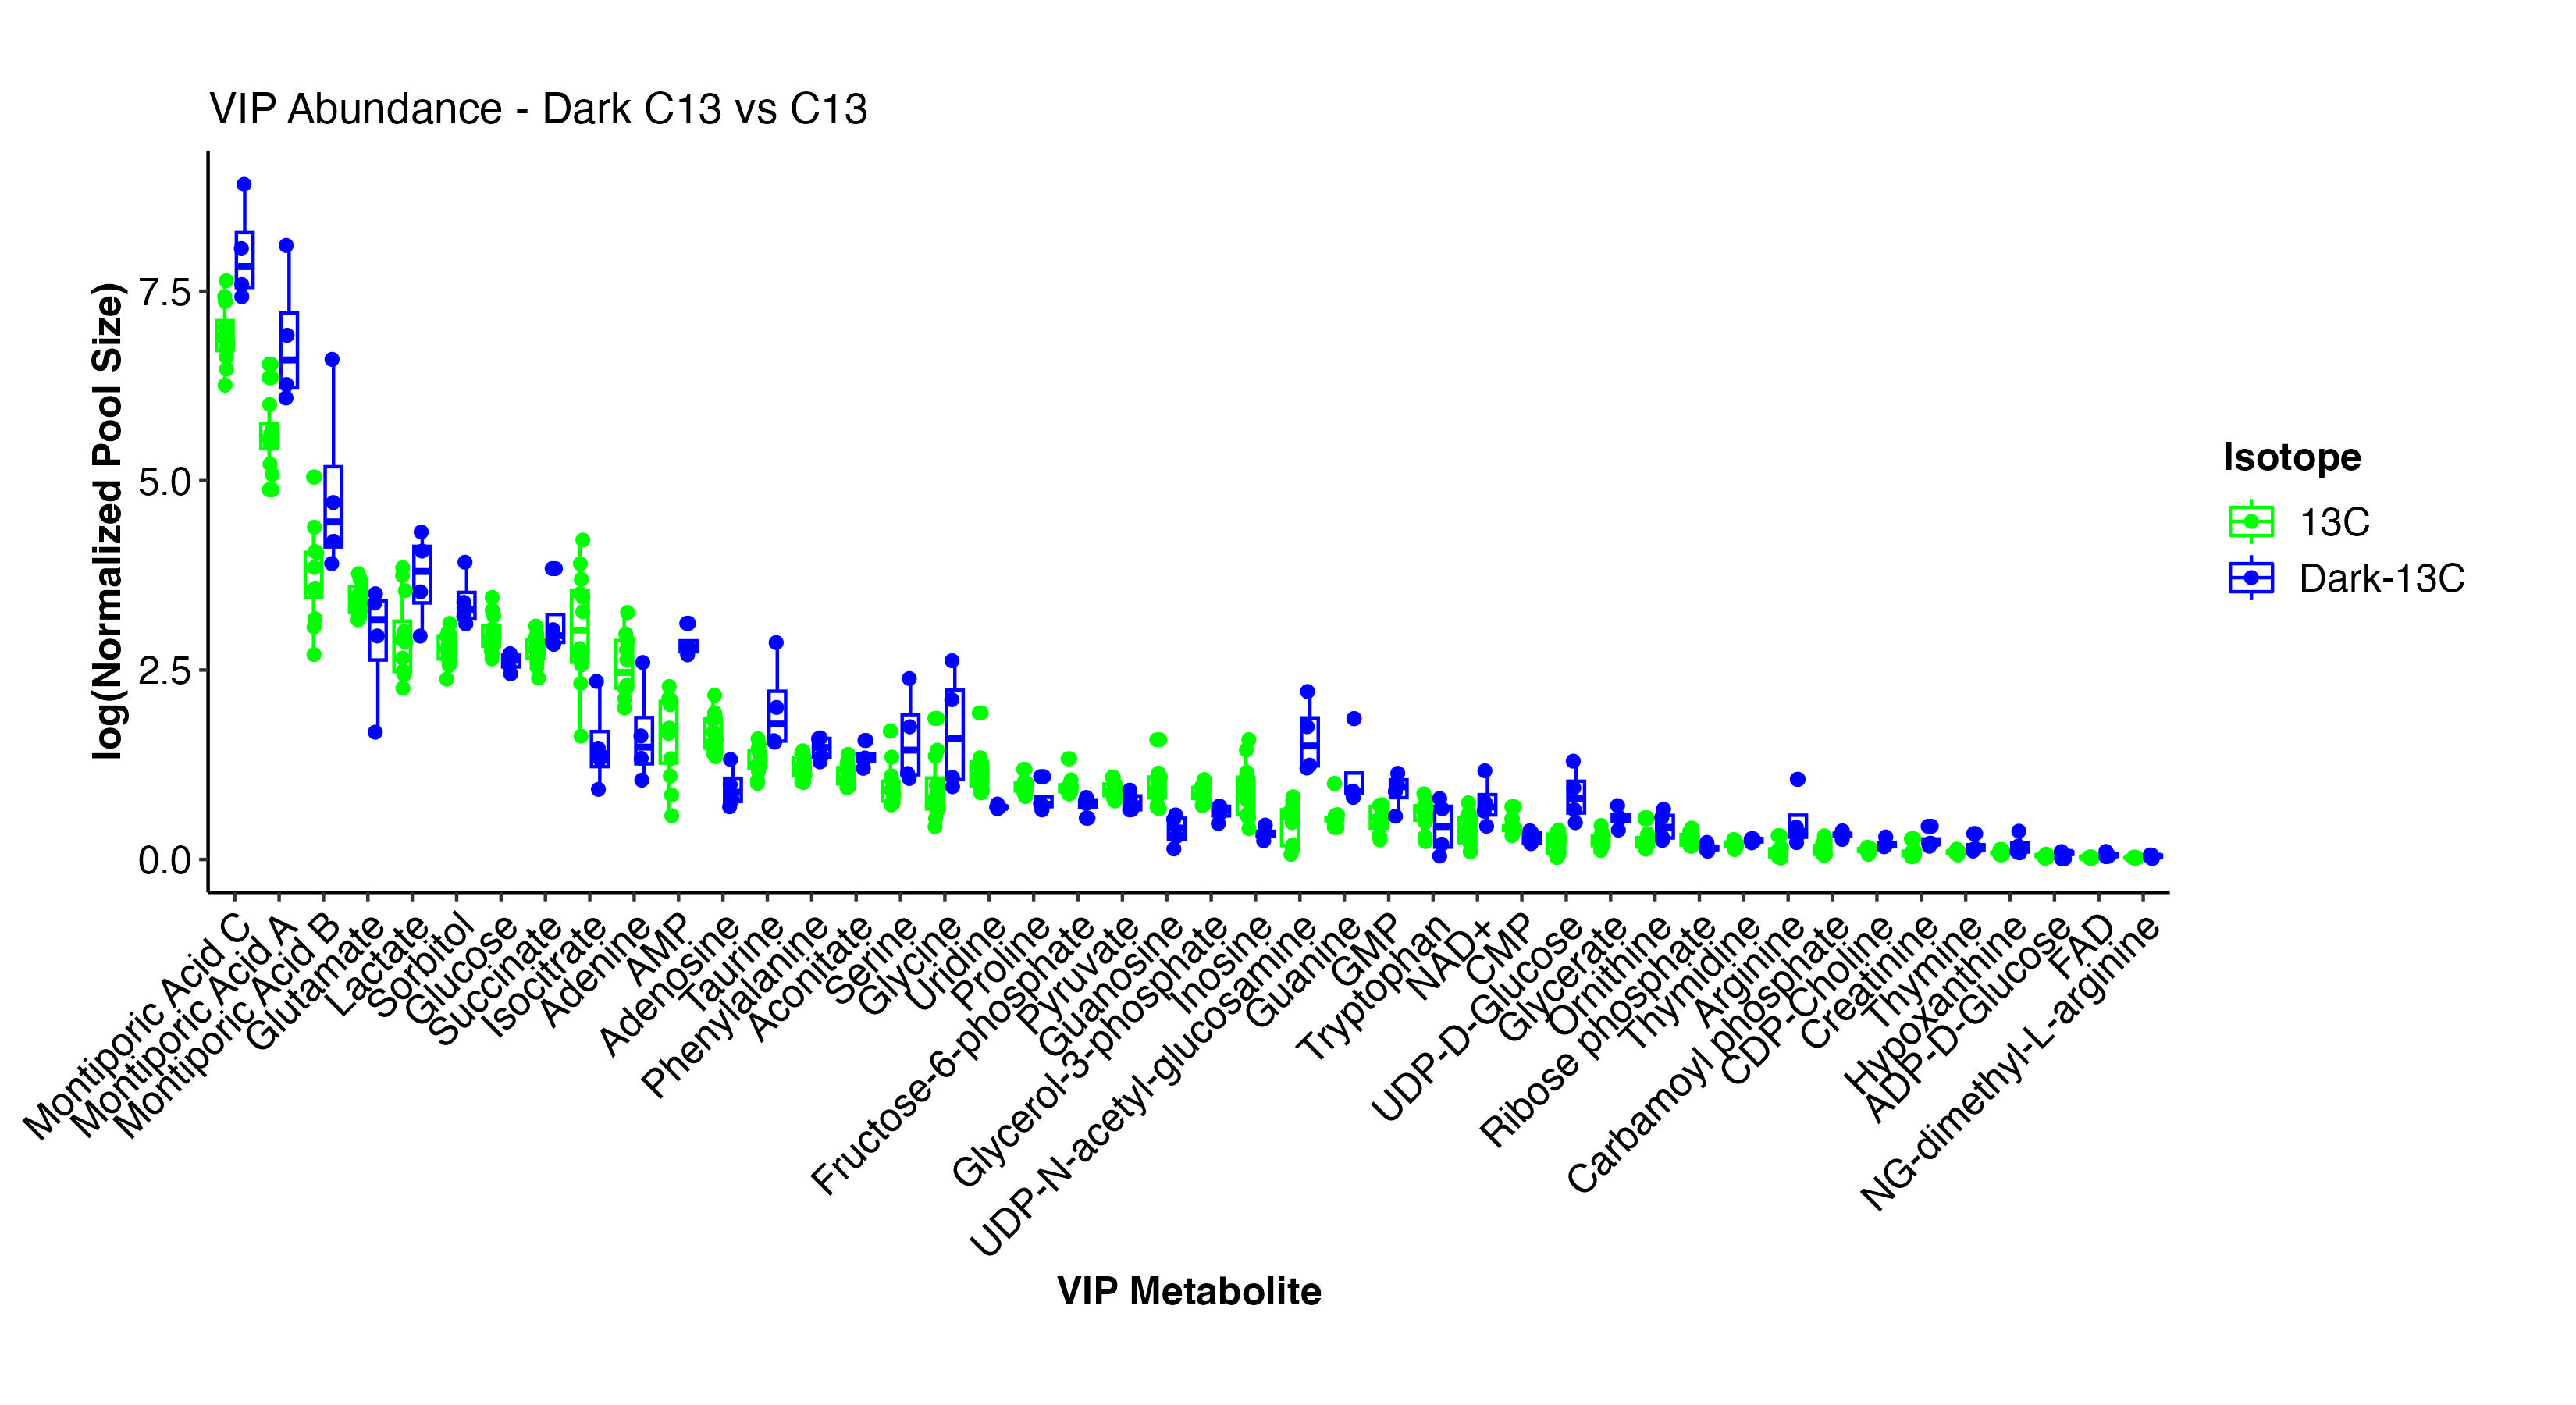 VIP Abundance - Dark C13 vs C13
log(Normalized Pool Size)
7.5
5.0
2.5
0.0
Montiporic Acid C
Montiporic Acid A
Montiporic Acid B
Glutamate
Lactate
Sorbitol
Glucose
Succinate
Isocitrate
Adenine
AMP
Adenosine
Taurine
Phenylalanine
Aconitate
Serine
Glycine
Uridine
Proline
Fructose-6-phosphate
Pyruvate
Guanosine
Glycerol-3-phosphate
Inosine
UDP-N-acetyl-glucosamine
Guanine
GMP
Tryptophan
NAD+
CMP
UDP-D-Glucose
Glycerate
Ornithine
Ribose phosphate
Thymidine
Arginine
Carbamoyl phosphate
CDP-Choline
Creatinine
Thymine
Hypoxanthine
ADP-D-Glucose
FAD
NG-dimethyl-L-arginine
VIP Metabolite
Isotope
13C
Dark-13C